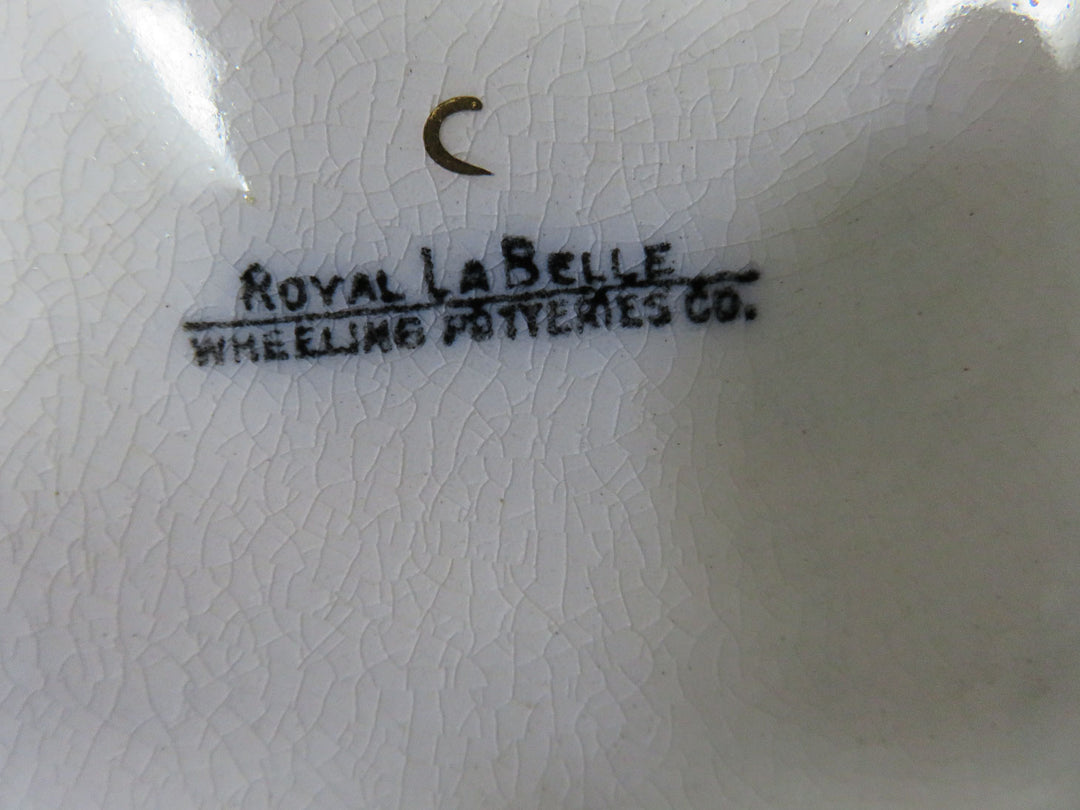 C
ROYAL LA BELLE
WHEELING POTTERIES CO.